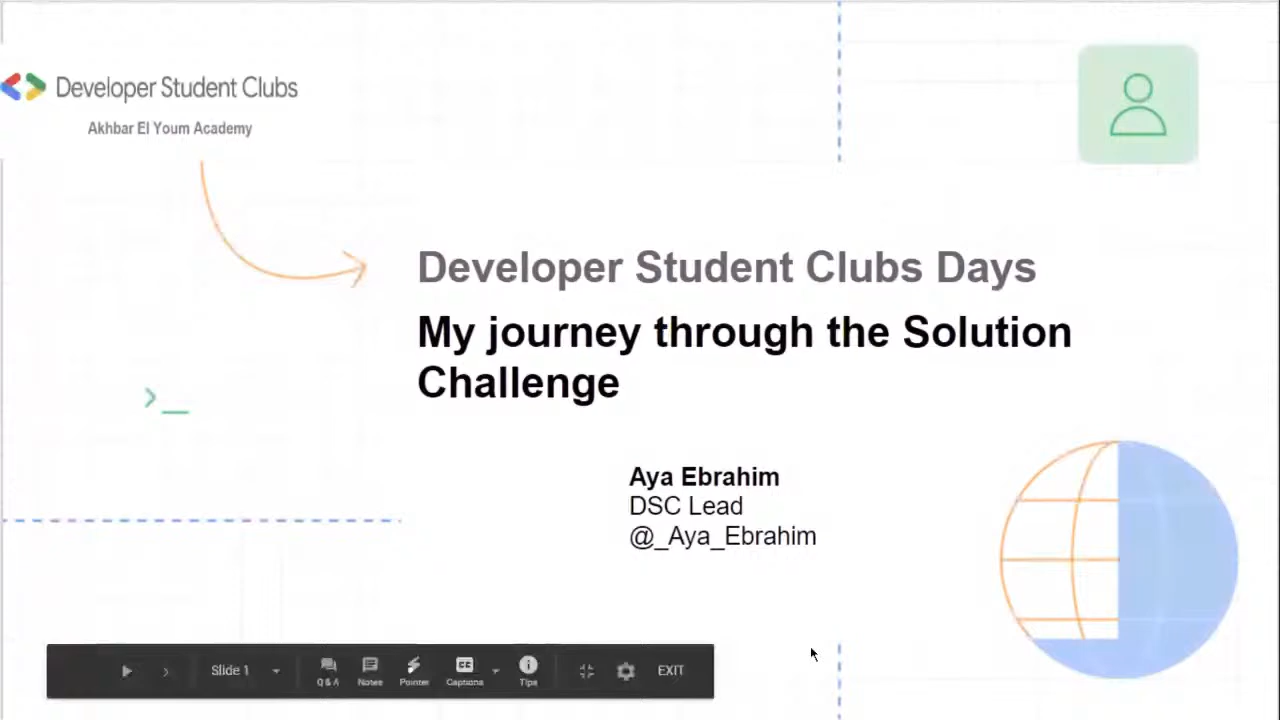 Developer Student Clubs
Akhbar El Youm Academy
Developer Student Clubs Days
My journey through the Solution
Challenge
>_
Aya Ebrahim
DSC Lead
@_Aya_Ebrahim
Slide 1
Q & A
Notes
Pointer
CC
Captions
Tips
EXIT